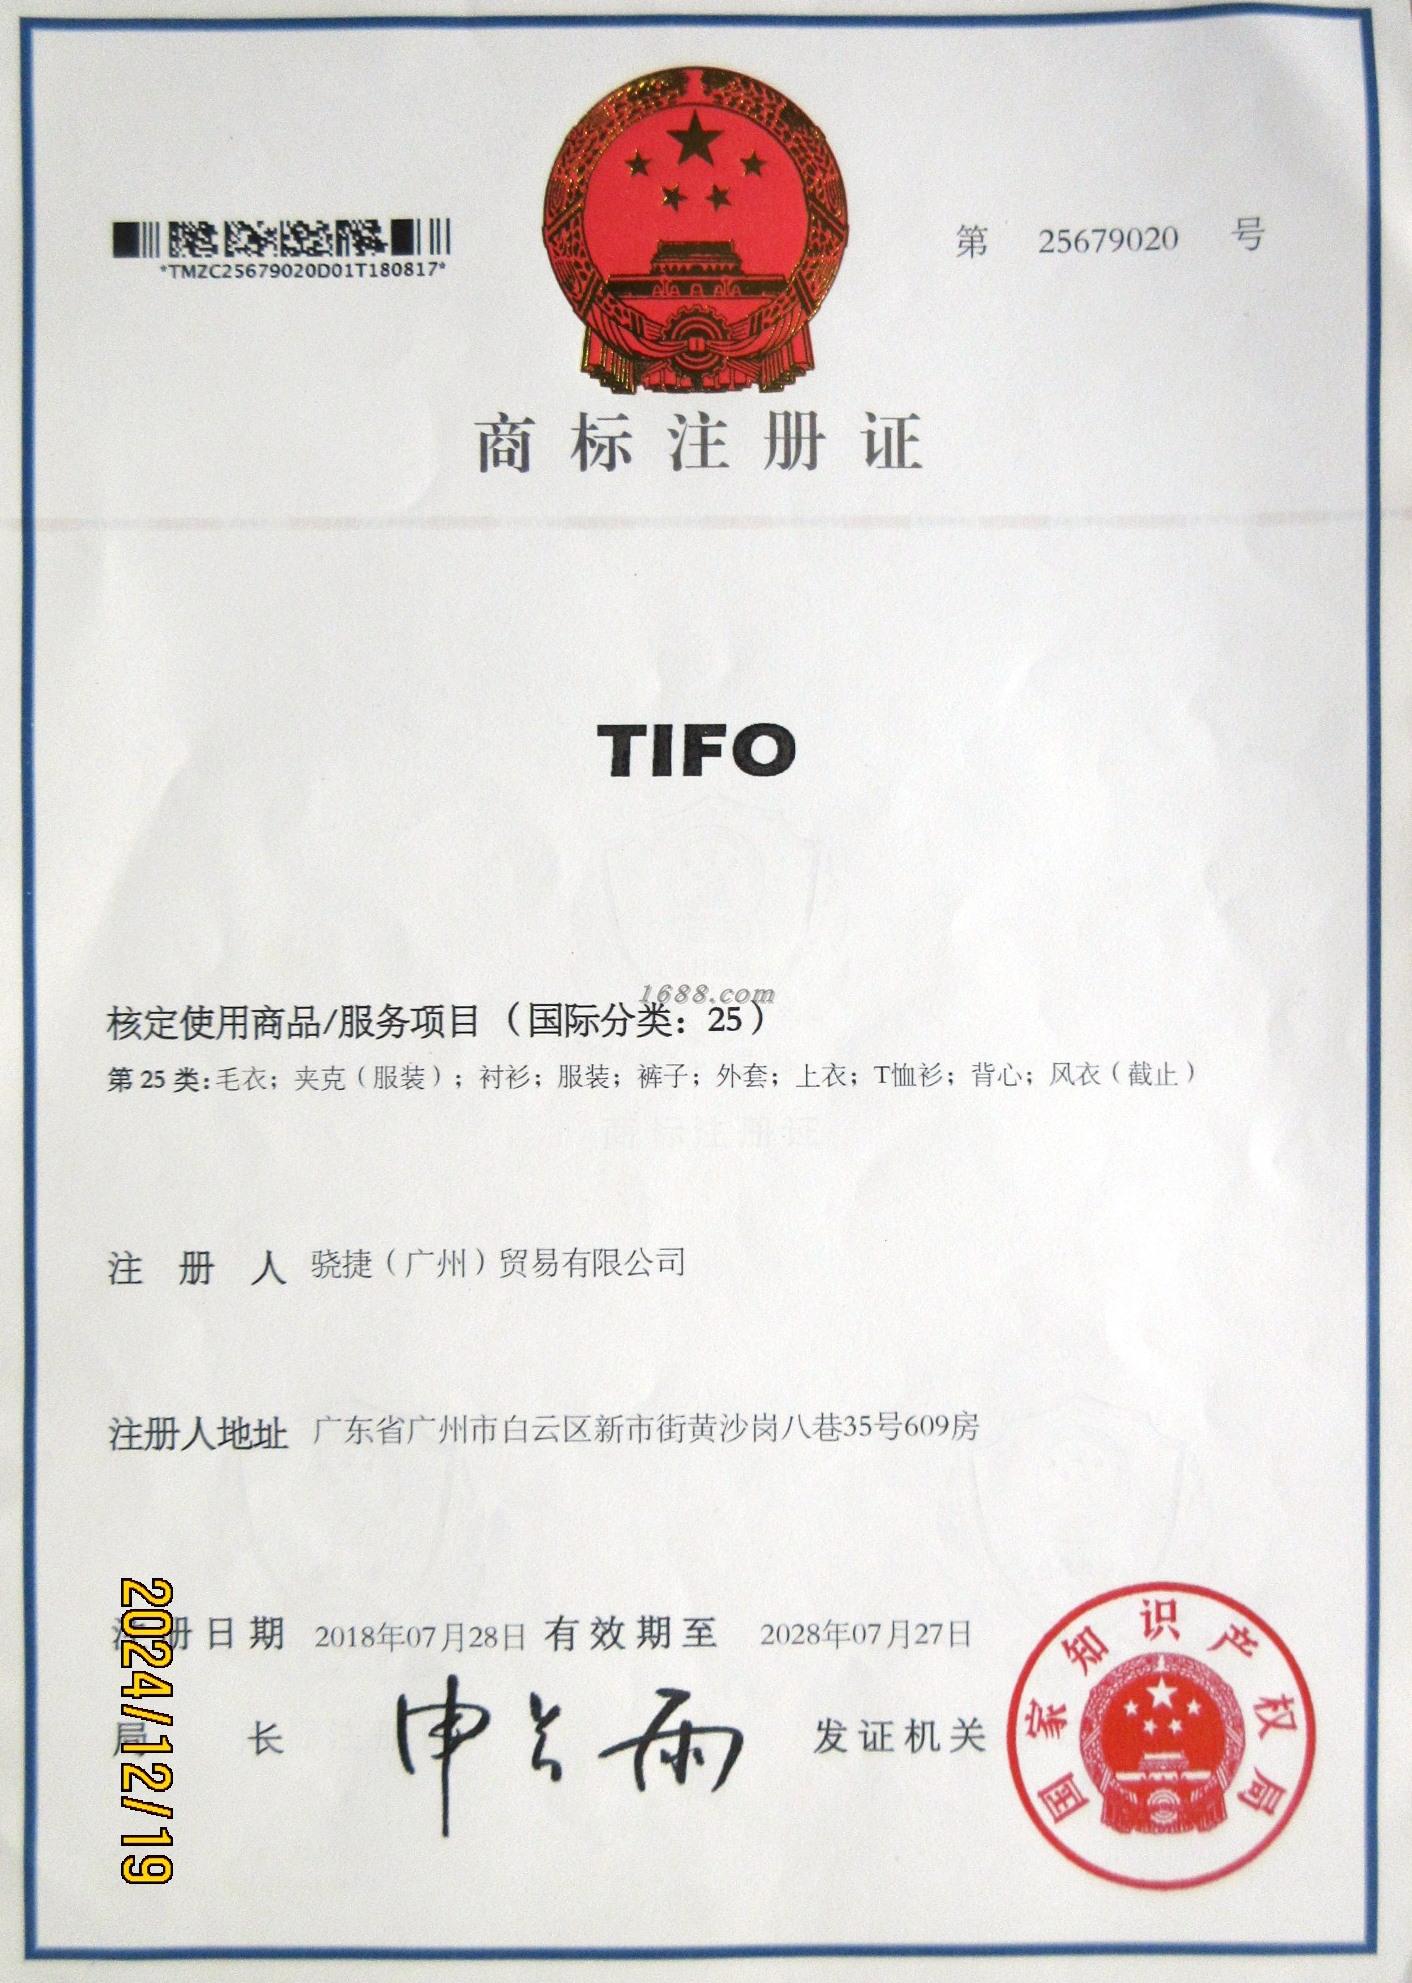 *TMZC25679020D01T180817*
第 25679020 号
商标注册证
TIFO
1688.com
核定使用商品/服务项目（国际分类：25）
第 25 类：毛衣；夹克（服装）；衬衫；服装；裤子；外套；上衣；T恤衫；背心；风衣（截止）
商标注册证
注册人 骁捷（广州）贸易有限公司
注册人地址 广东省广州市白云区新市街黄沙岗八巷35号609房
注册日期 2018年07月28日 有效期至 2028年07月27日
局长 申长雨 发证机关
国家知识产权局
2024/12/19